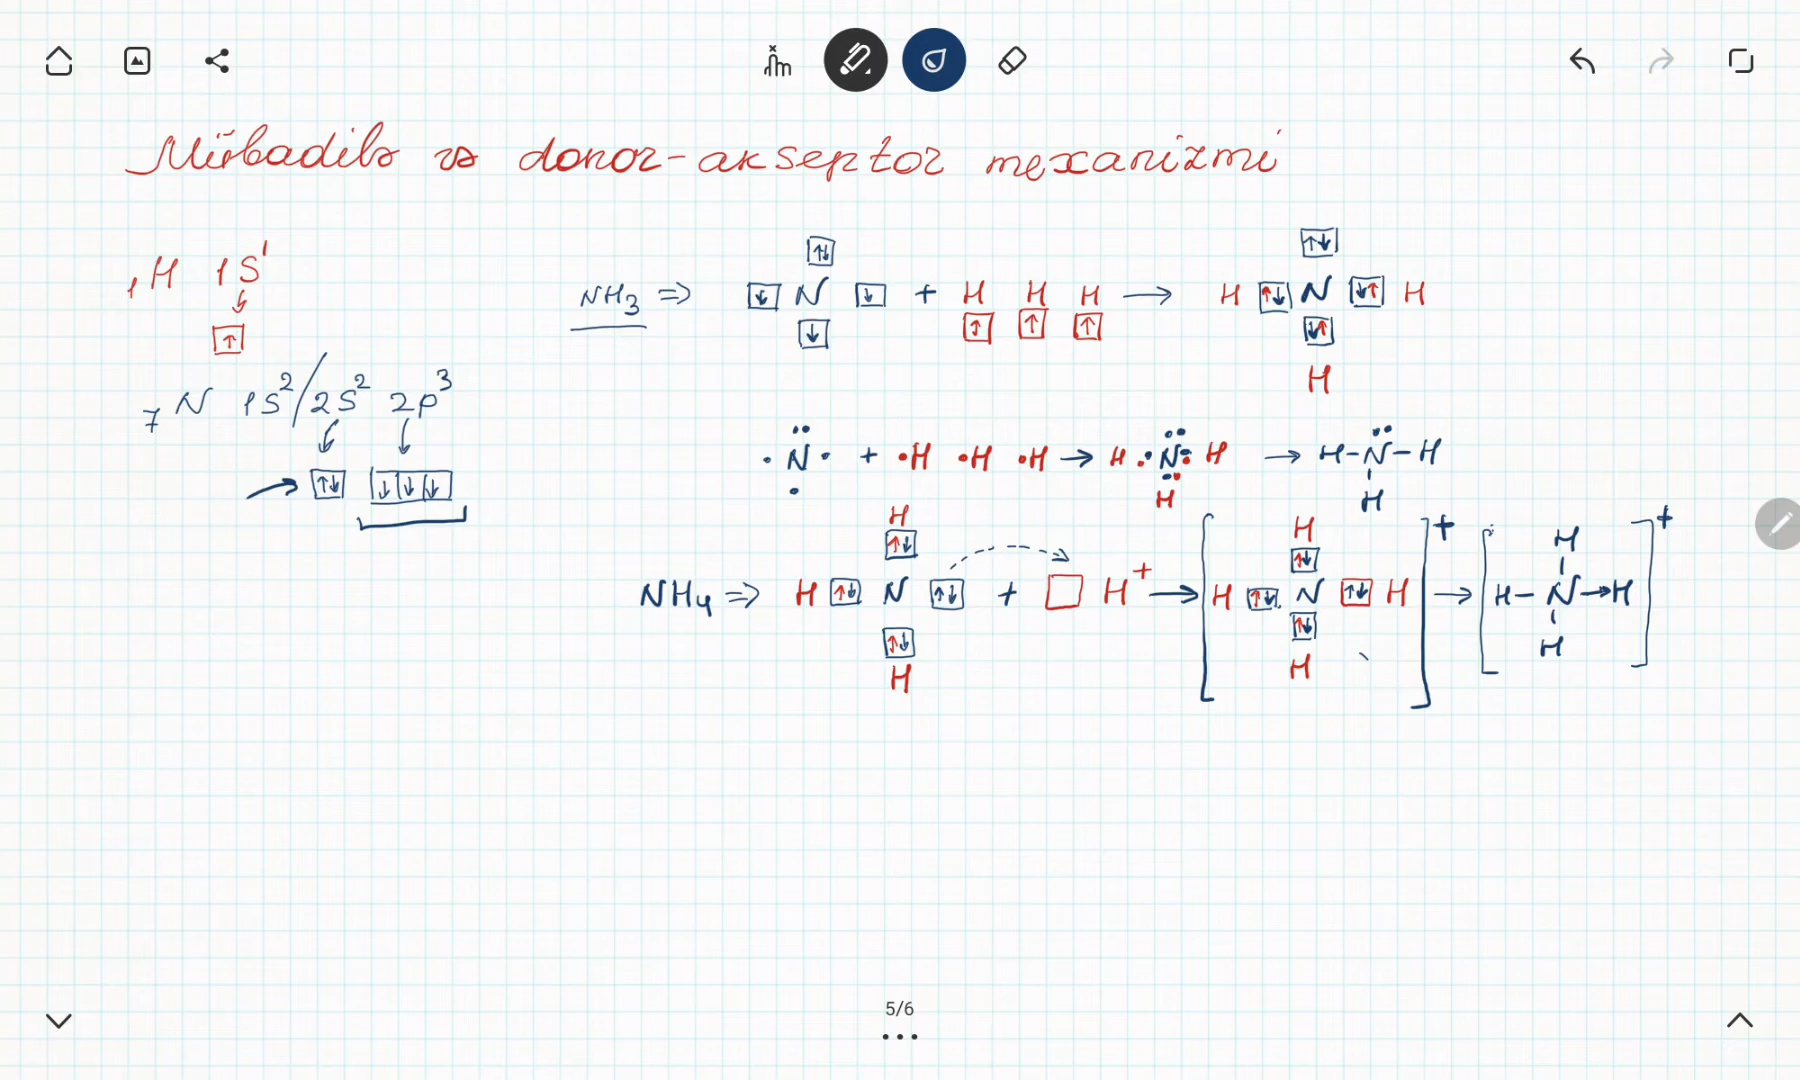 Mübadilə və donor-akseptor mexanizmi
₁H 1S¹
↑
₇N 1S² / 2S² 2p³
↑↓ ↓ ↓ ↓
NH₃ ⇒ ↑↓ ↓ N ↓ ↓ + H H H ↑ ↑ ↑ → ↑↓ H ↑↓ N ↓↑ H ↓↑ H
·N· + ·H ·H ·H → H N H H → H-N-H H
NH₄ ⇒ H ↑↓ H ↑↓ N ↑↓ ↑↓ H + □ H⁺ → [H ↑↓ H ↑↓ N ↑↓ H ↑↓ H]⁺ → [H H-N→H H]⁺
5/6